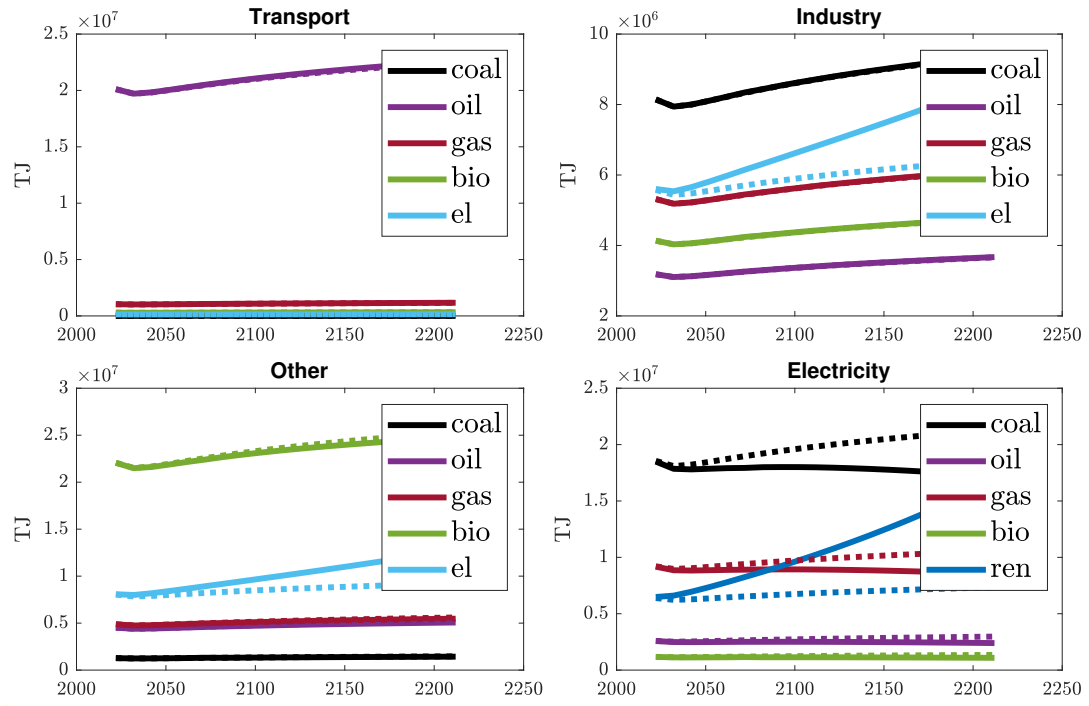 Transport
×10^7
2.5
2
1.5
1
0.5
0
TJ
2000 2050 2100 2150 2200 2250
coal
oil
gas
bio
el
Industry
×10^6
10
8
6
4
2
TJ
2000 2050 2100 2150 2200 2250
coal
oil
gas
bio
el
Other
×10^7
3
2.5
2
1.5
1
0.5
0
TJ
2000 2050 2100 2150 2200 2250
coal
oil
gas
bio
el
Electricity
×10^7
2.5
2
1.5
1
0.5
0
TJ
2000 2050 2100 2150 2200 2250
coal
oil
gas
bio
ren